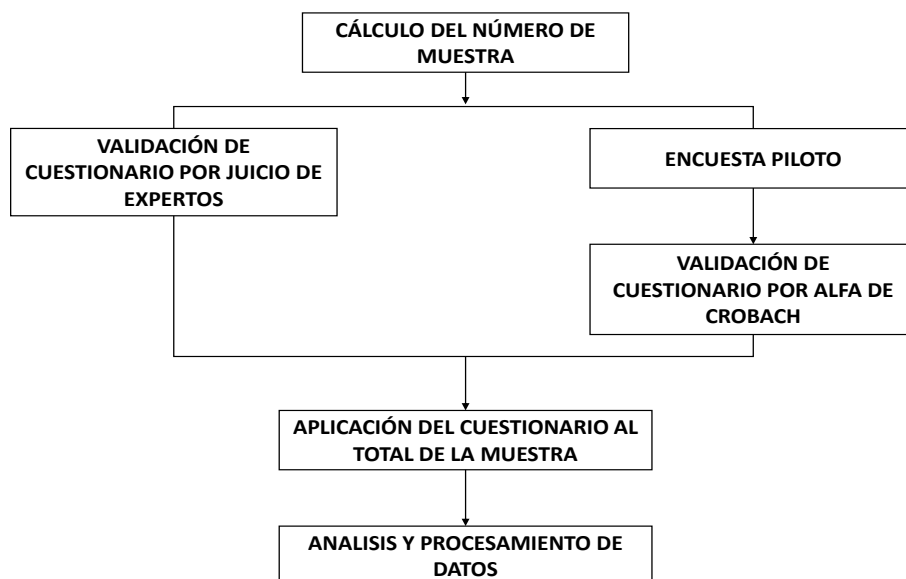 CÁLCULO DEL NÚMERO DE
MUESTRA
VALIDACIÓN DE
CUESTIONARIO POR JUICIO DE
EXPERTOS
ENCUESTA PILOTO
VALIDACIÓN DE
CUESTIONARIO POR ALFA DE
CROBACH
APLICACIÓN DEL CUESTIONARIO AL
TOTAL DE LA MUESTRA
ANALISIS Y PROCESAMIENTO DE
DATOS